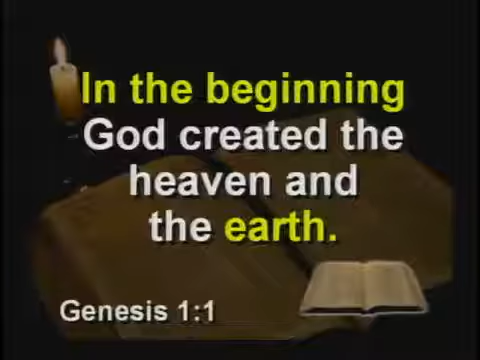 In the beginning
God created the
heaven and
the earth.
Genesis 1:1